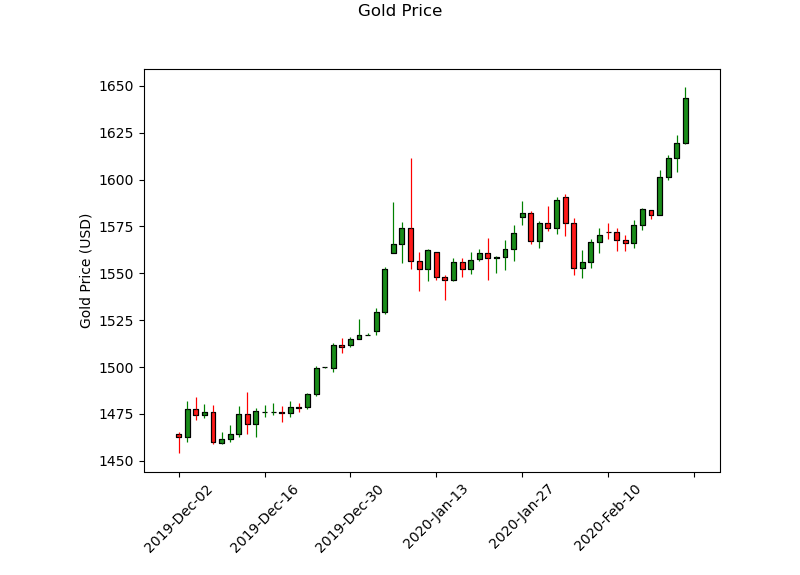 Gold Price
Gold Price (USD)
1650
1625
1600
1575
1550
1525
1500
1475
1450
2019-Dec-02
2019-Dec-16
2019-Dec-30
2020-Jan-13
2020-Jan-27
2020-Feb-10